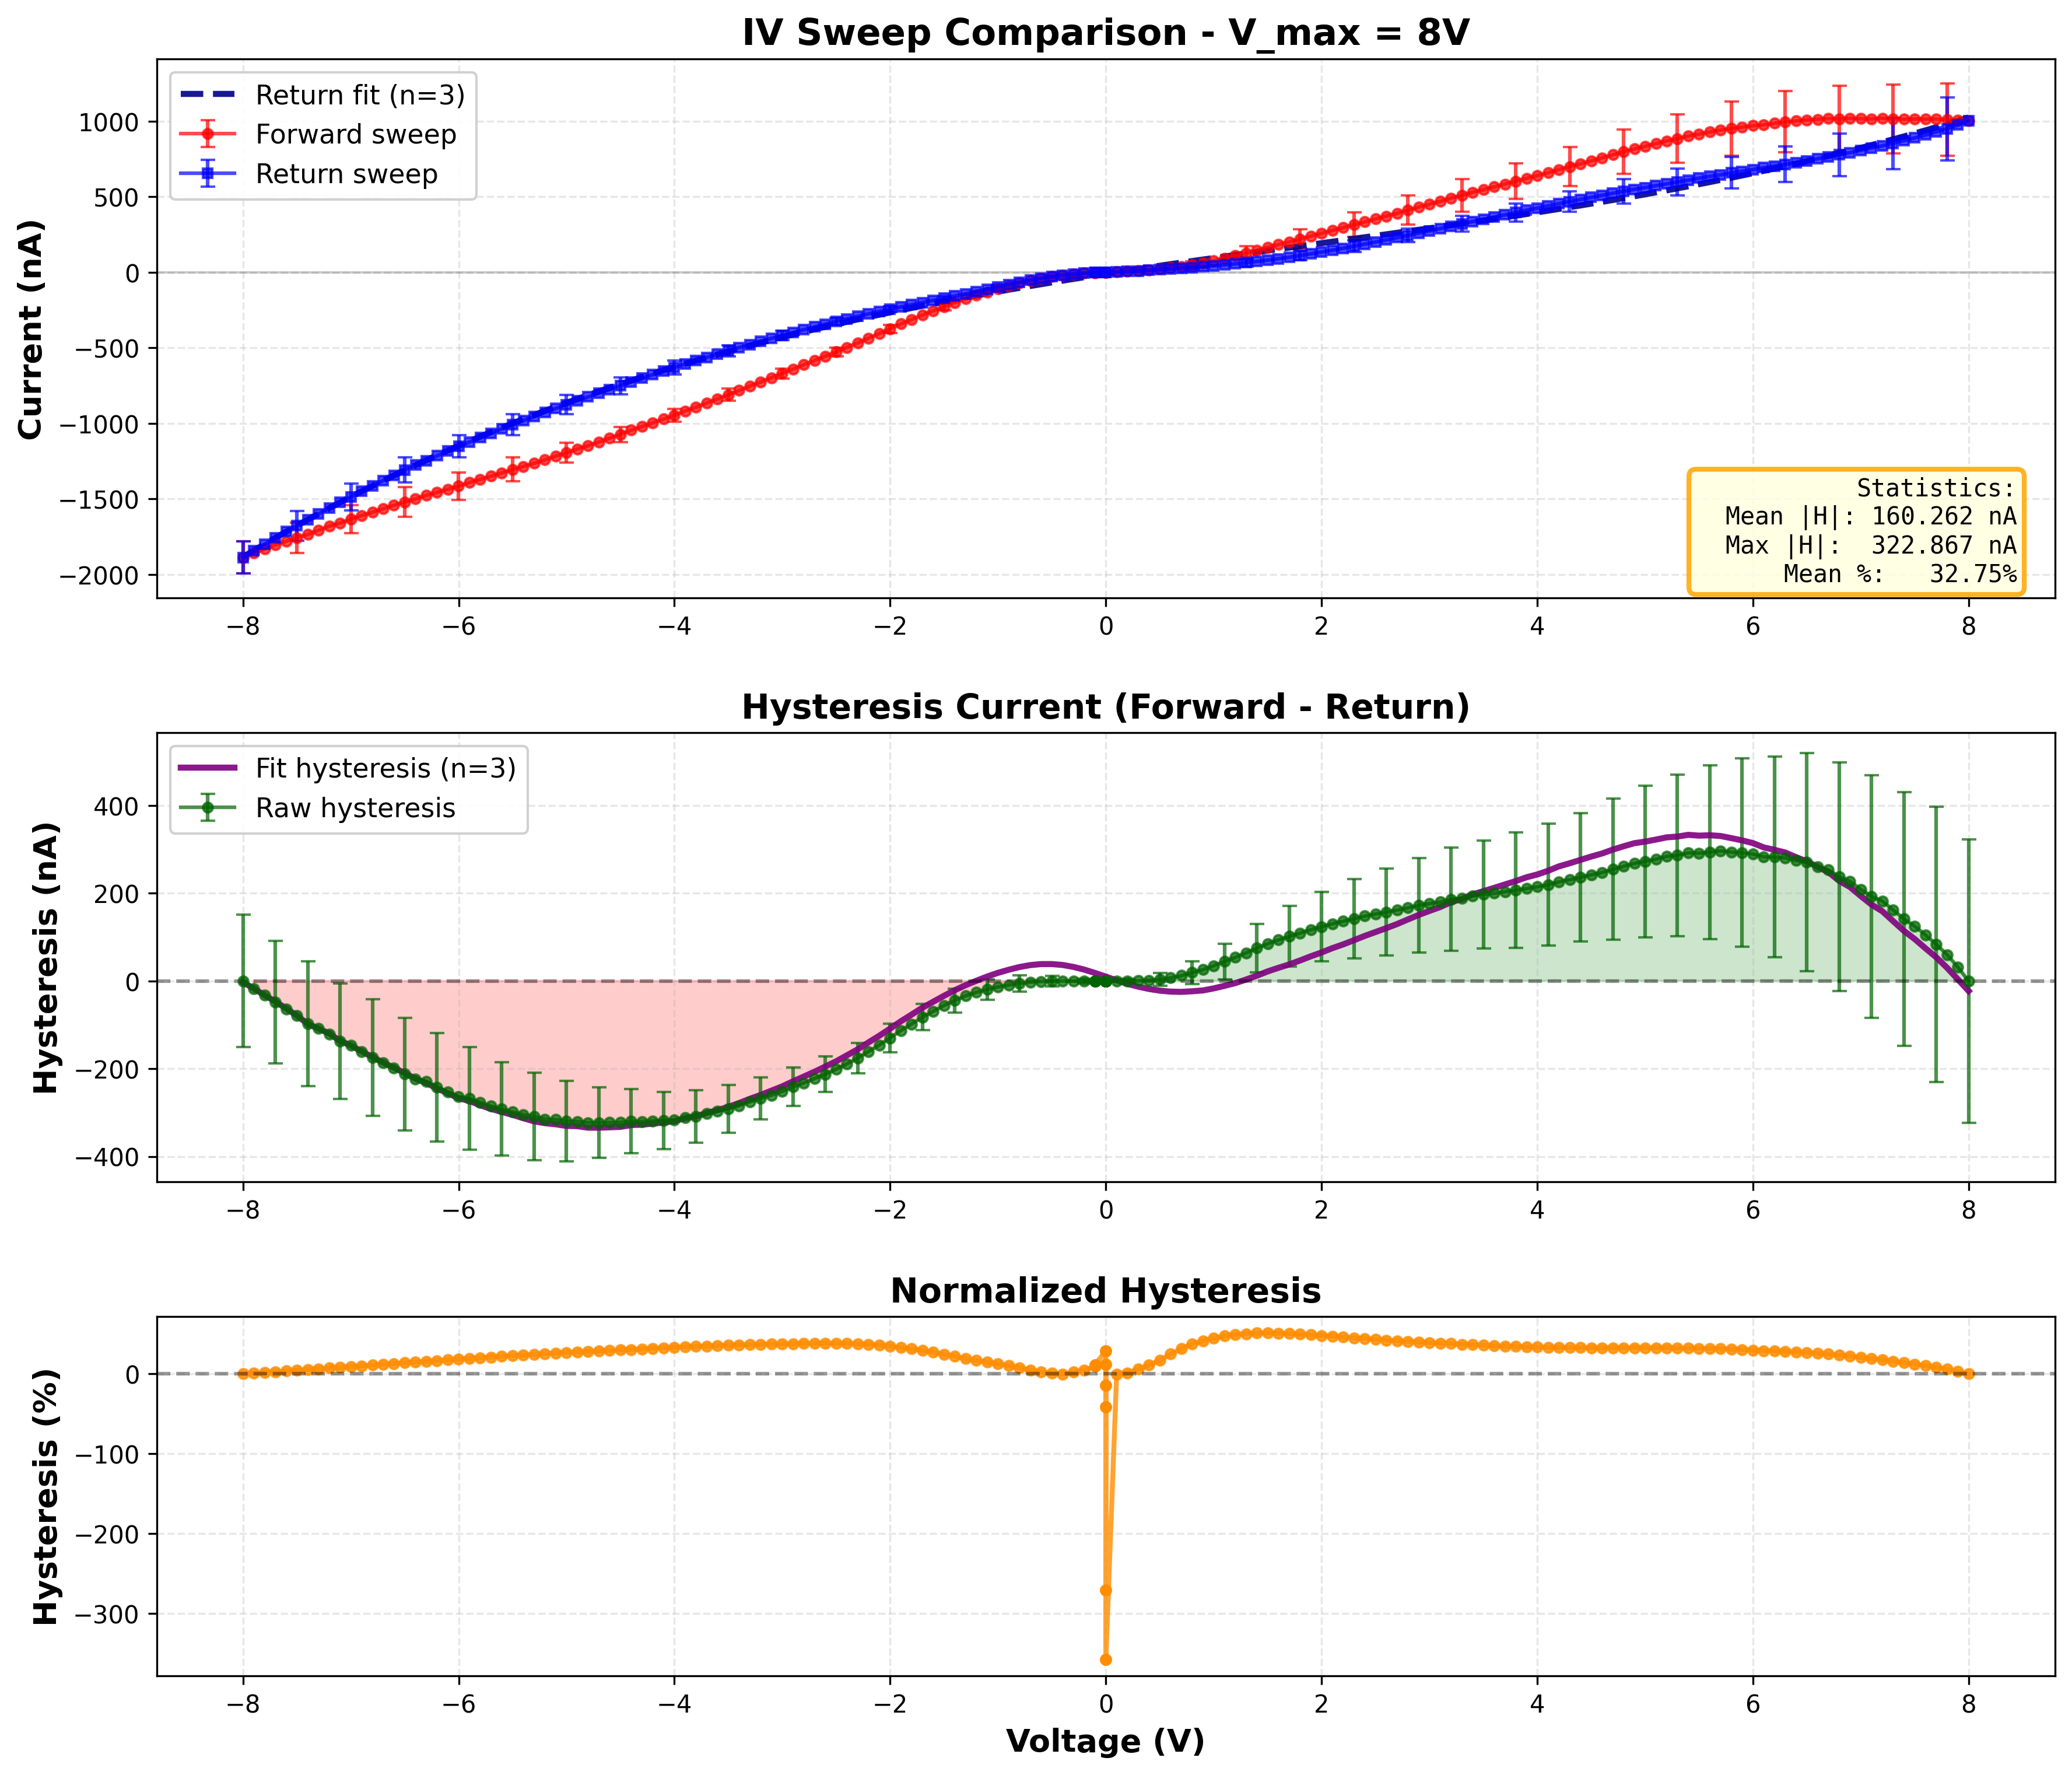 IV Sweep Comparison - V_max = 8V
Current (nA)
1000
500
0
−500
−1000
−1500
−2000
Return fit (n=3)
Forward sweep
Return sweep
Statistics:
Mean |H|: 160.262 nA
Max |H|: 322.867 nA
Mean %: 32.75%
−8 −6 −4 −2 0 2 4 6 8
Hysteresis Current (Forward - Return)
Hysteresis (nA)
400
200
0
−200
−400
Fit hysteresis (n=3)
Raw hysteresis
−8 −6 −4 −2 0 2 4 6 8
Normalized Hysteresis
Hysteresis (%)
0
−100
−200
−300
−8 −6 −4 −2 0 2 4 6 8
Voltage (V)